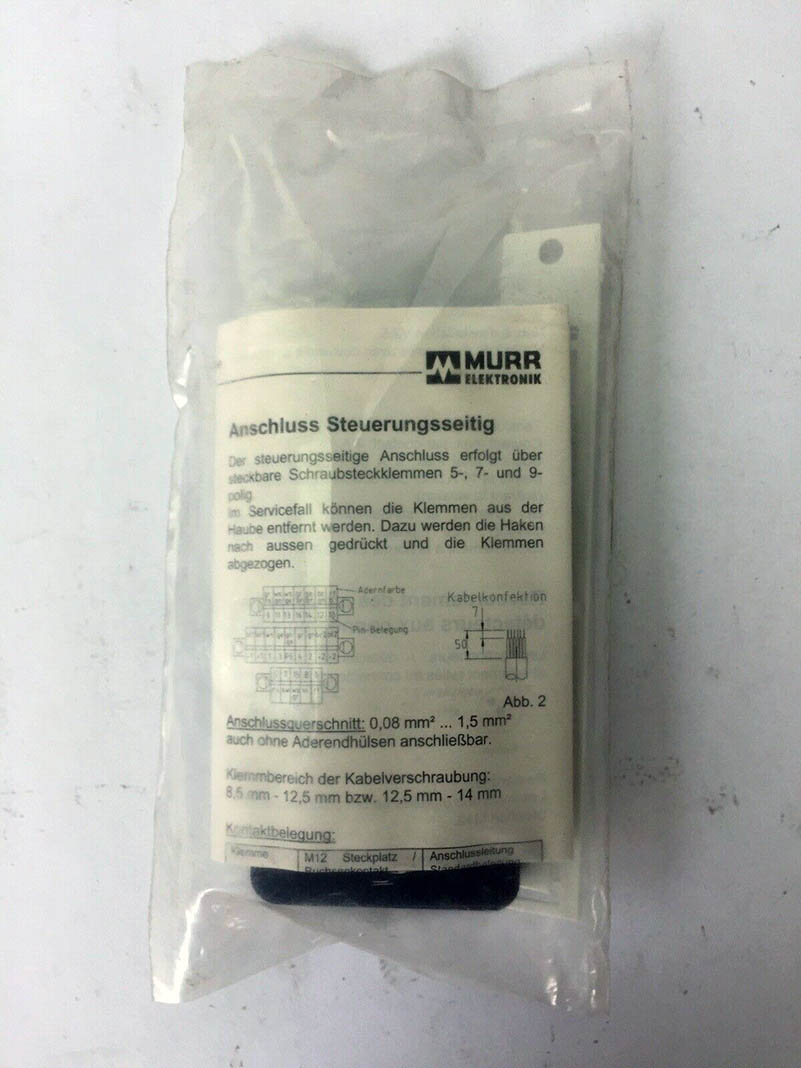 MURR
ELEKTRONIK
Anschluss Steuerungsseitig
Der steuerungsseitige Anschluss erfolgt über
steckbare Schraubsteckklemmen 5-, 7- und 9-
polig
im Servicefall können die Klemmen aus der
Haube entfernt werden. Dazu werden die Haken
nach aussen gedrückt und die Klemmen
abgezogen.
Adernfarbe
Kabelkonfektion
7
Pin-Belegung
50
Abb. 2
Anschlussquerschnitt: 0,08 mm² ... 1,5 mm²
auch ohne Aderendhülsen anschließbar.
Klemmbereich der Kabelverschraubung:
8,5 mm - 12,5 mm bzw. 12,5 mm - 14 mm
Kontaktbelegung:
Klemme M12 Steckplatz / Anschlussleitung
Buchsenkontakt Standardbelegung